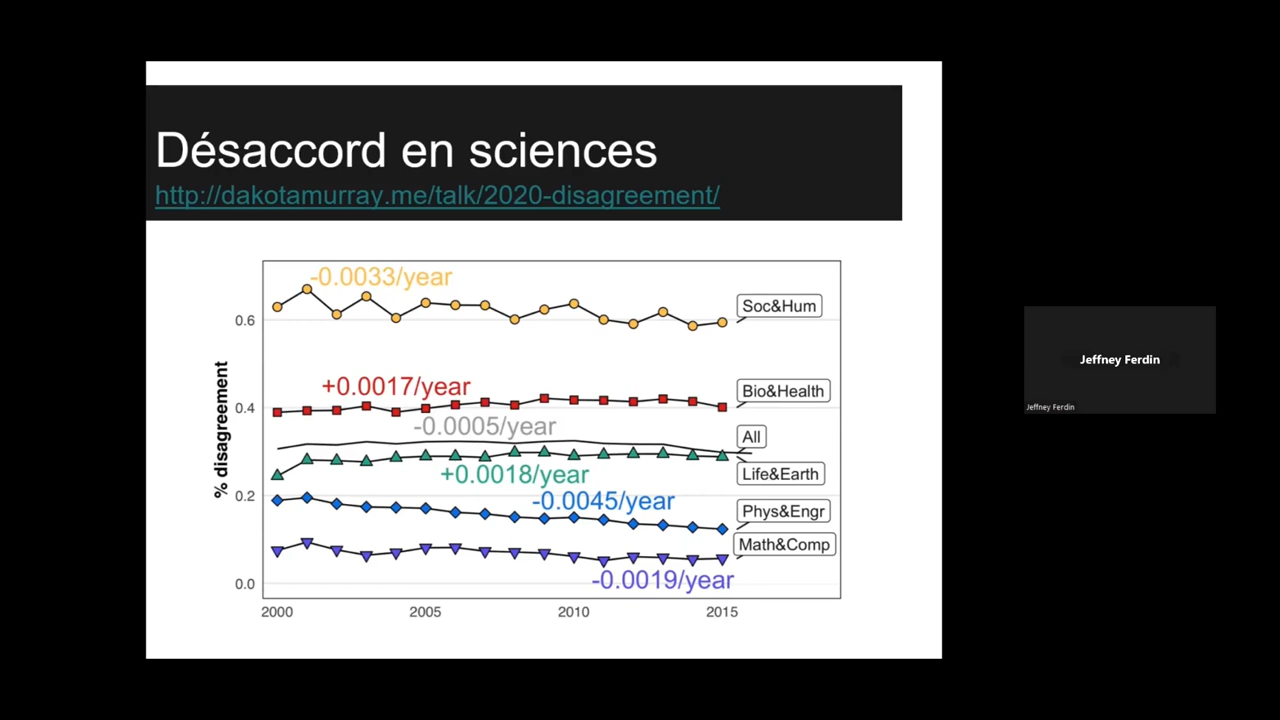 Désaccord en sciences
http://dakotamurray.me/talk/2020-disagreement/
-0.0033/year
Soc&Hum
0.6
+0.0017/year
Bio&Health
0.4
-0.0005/year
All
% disagreement
+0.0018/year
Life&Earth
0.2
-0.0045/year
Phys&Engr
Math&Comp
0.0
-0.0019/year
2000 2005 2010 2015
Jeffney Ferdin
Jeffney Ferdin